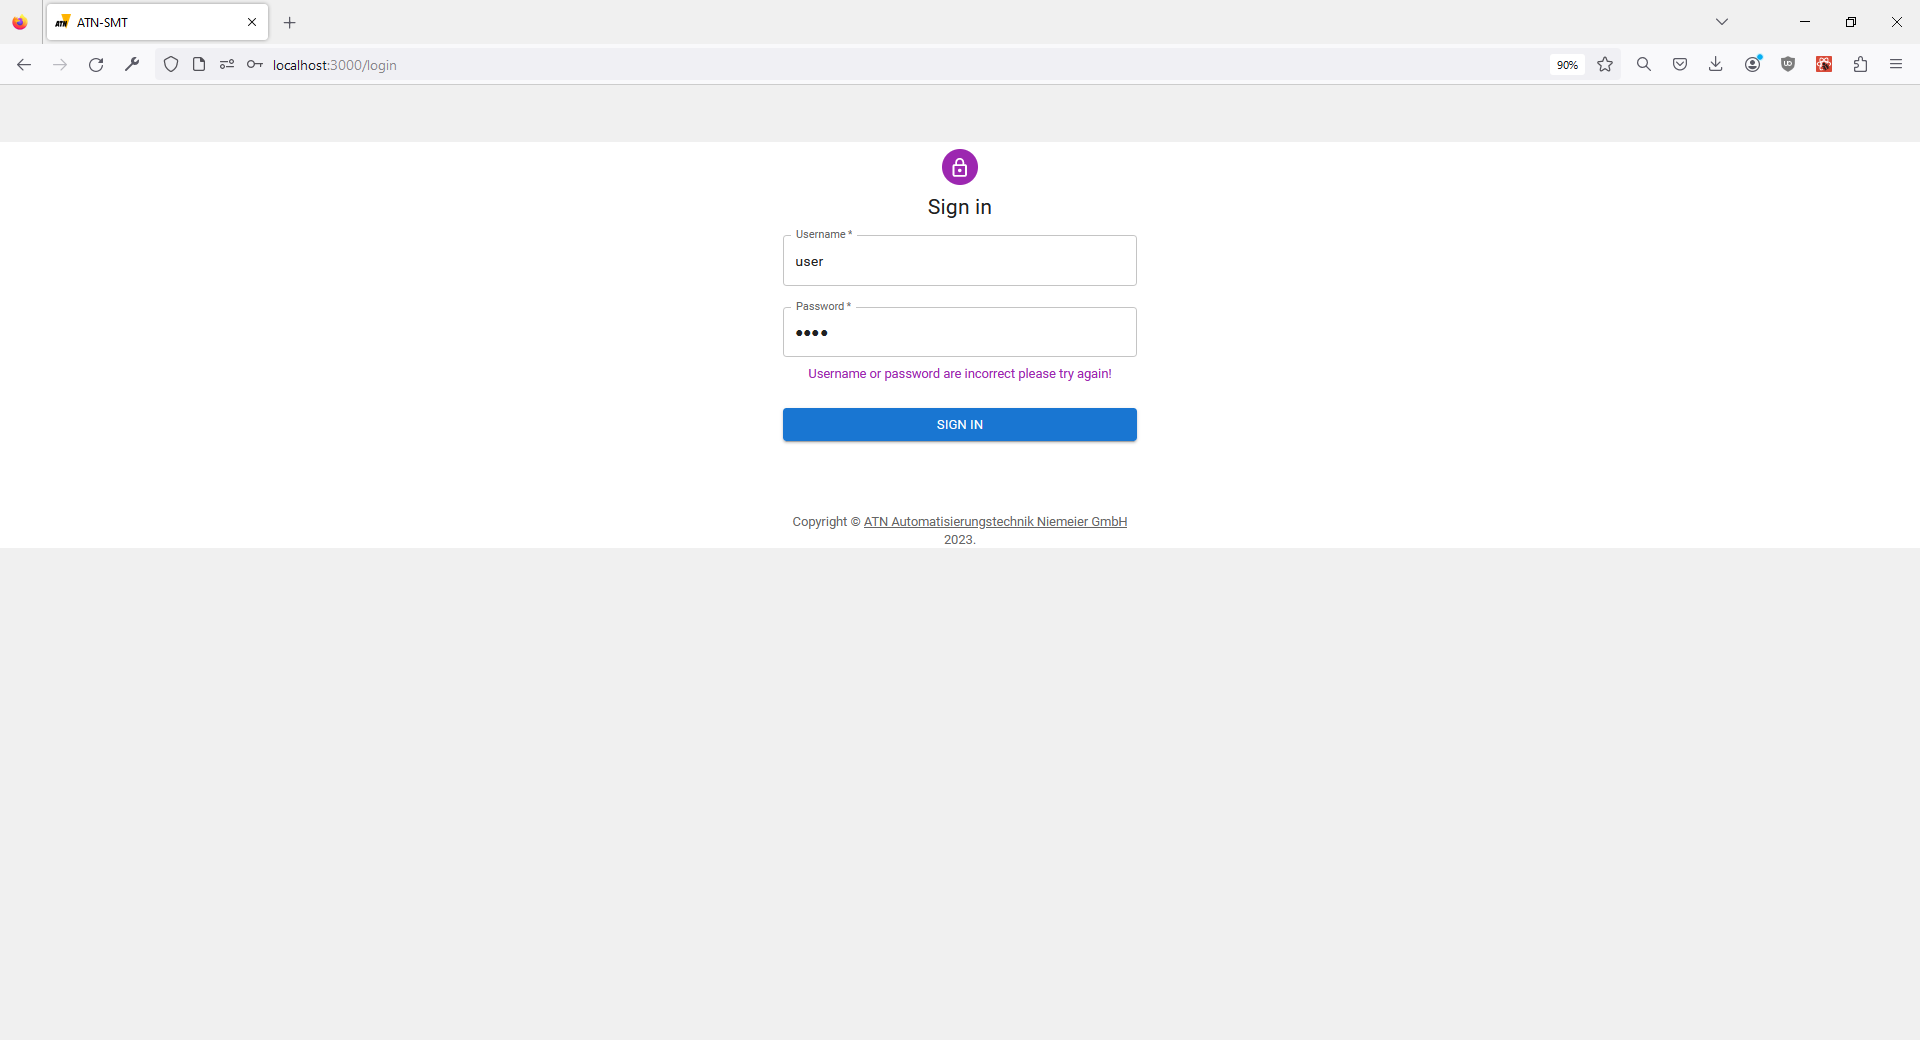 ATN-SMT
localhost:3000/login
90%
Sign in
Username *
user
Password *
Username or password are incorrect please try again!
SIGN IN
Copyright © ATN Automatisierungstechnik Niemeier GmbH
2023.